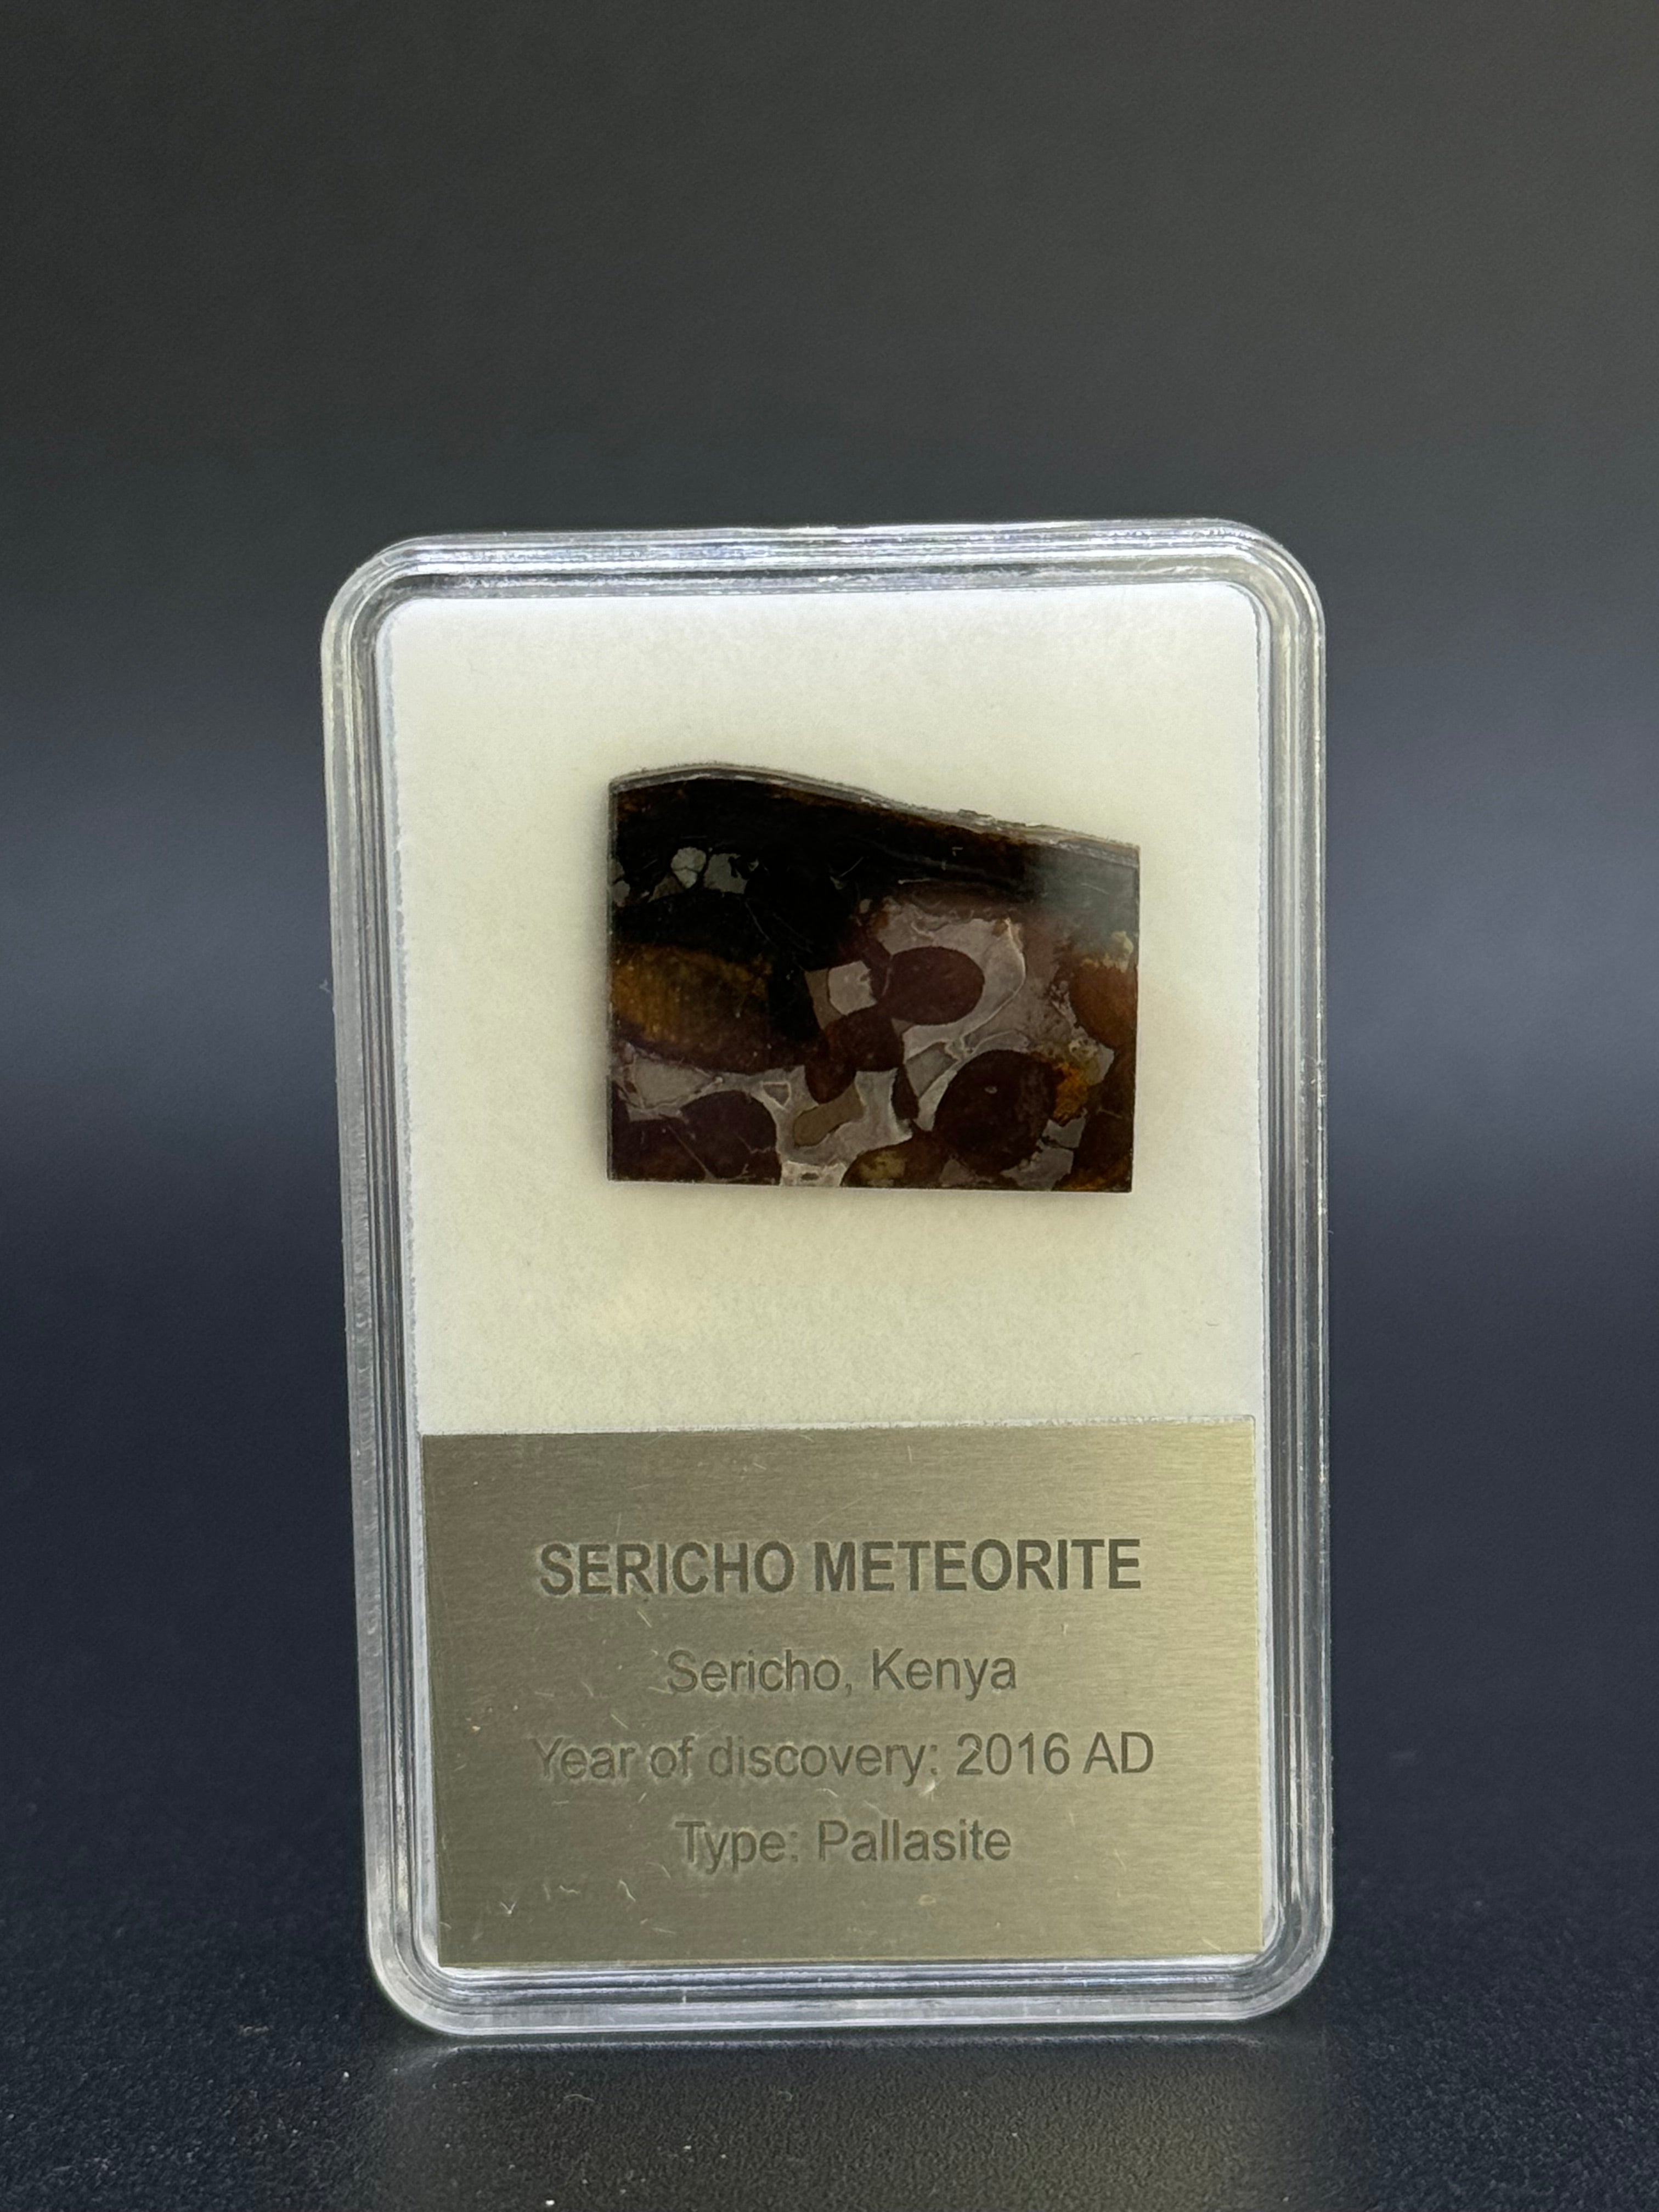 SERICHO METEORITE
Sericho, Kenya
Year of discovery: 2016 AD
Type: Pallasite